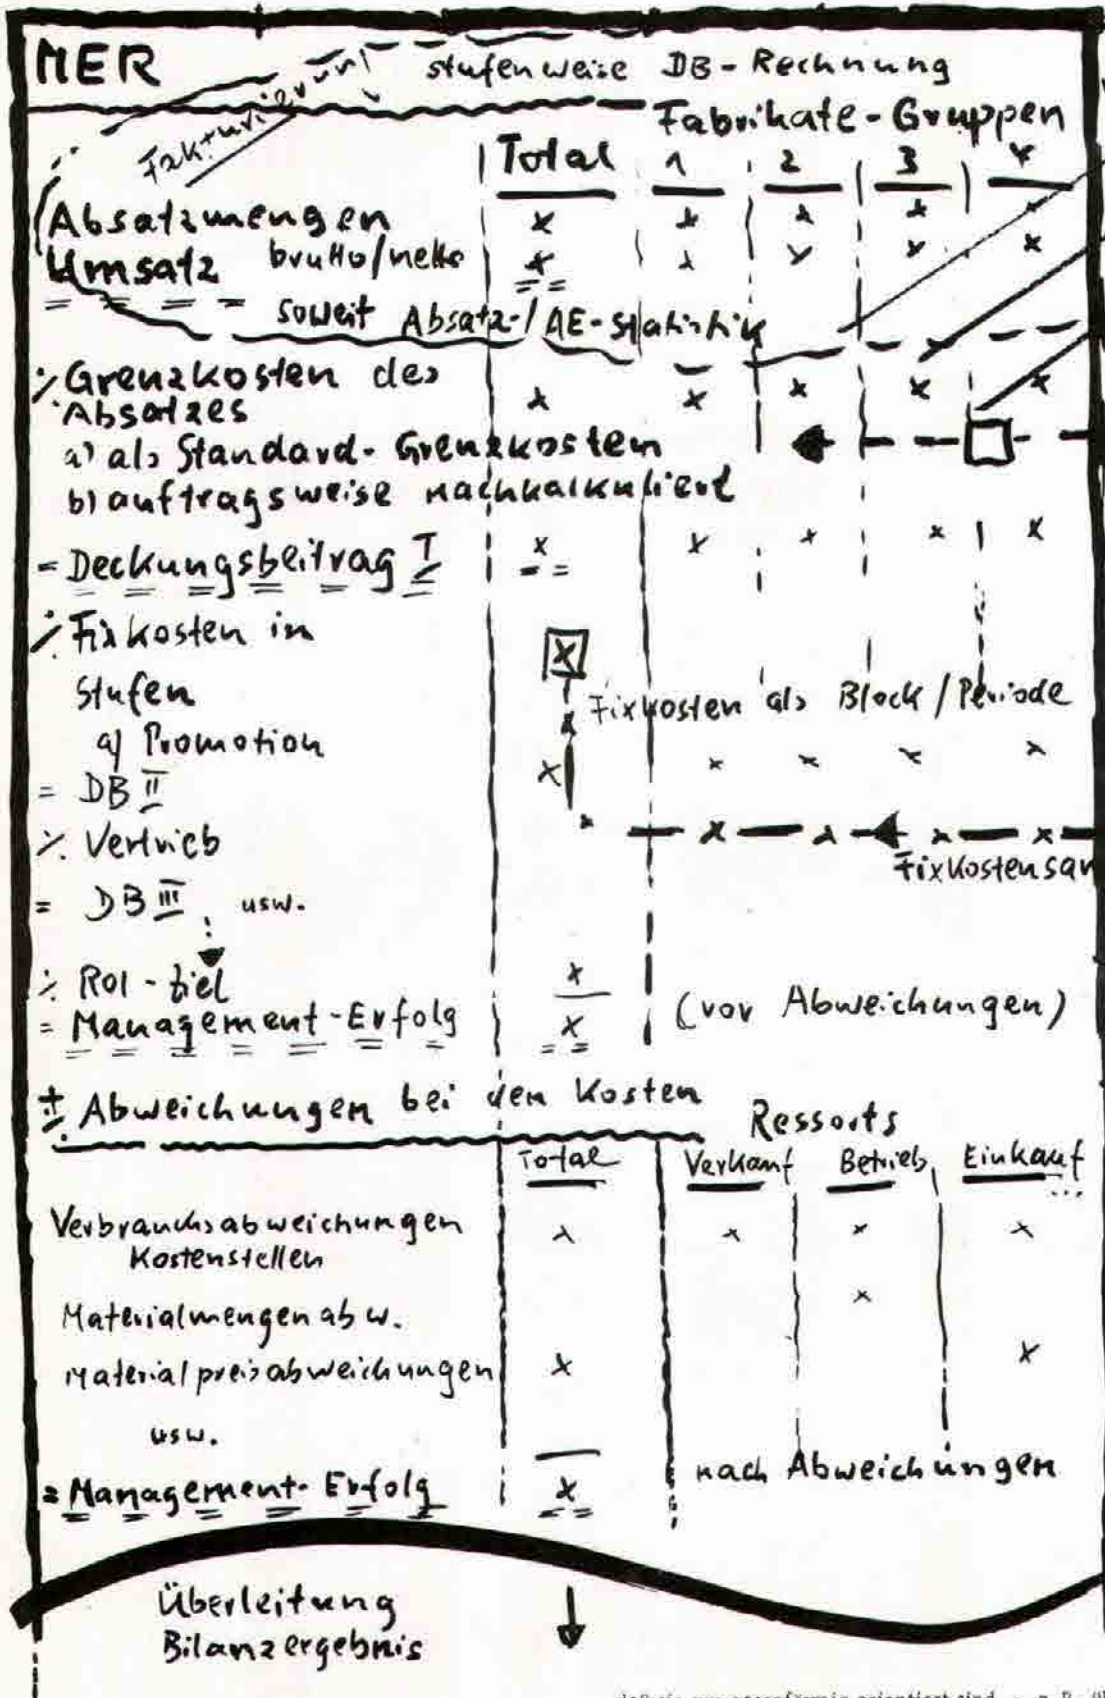 MER stufenweise DB-Rechnung
Fakturierung
Fabrikate-Gruppen
Total 1 2 3 4
Absatzmengen x x x x x
Umsatz brutto/netto x x x x x
soweit Absatz-/AE-Statistik
./. Grenzkosten des
Absatzes x x x x x
a) als Standard-Grenzkosten
b) auftragsweise nachkalkuliert
= Deckungsbeitrag I x x x x x
./. Fixkosten in
Stufen x
Fixkosten als Block/Periode
a) Promotion x
= DB II x x x x x
./. Vertrieb x x x x x
Fixkostensan
= DB III usw.
./. ROI-Ziel x
= Management-Erfolg x (vor Abweichungen)
± Abweichungen bei den Kosten
Ressorts
Total Verkauf Betrieb Einkauf ...
Verbrauchsabweichungen x x x x
Kostenstellen
Materialmengenabw. x
Materialpreisabweichungen x x
usw.
= Management-Erfolg x nach Abweichungen
Überleitung
Bilanzergebnis